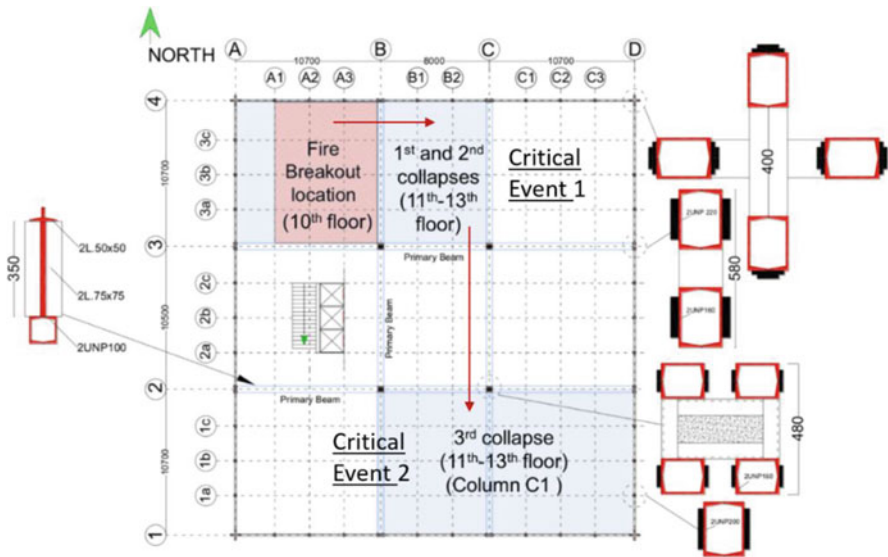 NORTH
A
B
C
D
10700
8000
10700
A1
A2
A3
B1
B2
C1
C2
C3
4
3c
3b
3a
3
2c
2b
2a
2
1c
1b
1a
1
10700
10500
10700
Fire
Breakout
location
(10th floor)
1st and 2nd
collapses
(11th-13th
floor)
Critical
Event 1
Primary Beam
Primary Beam
Primary Beam
Critical
Event 2
3rd collapse
(11th-13th floor)
(Column C1 )
350
2L.50x50
2L.75x75
2UNP100
400
2UNP 220
580
2UNP180
480
2UNP160
2UNP200